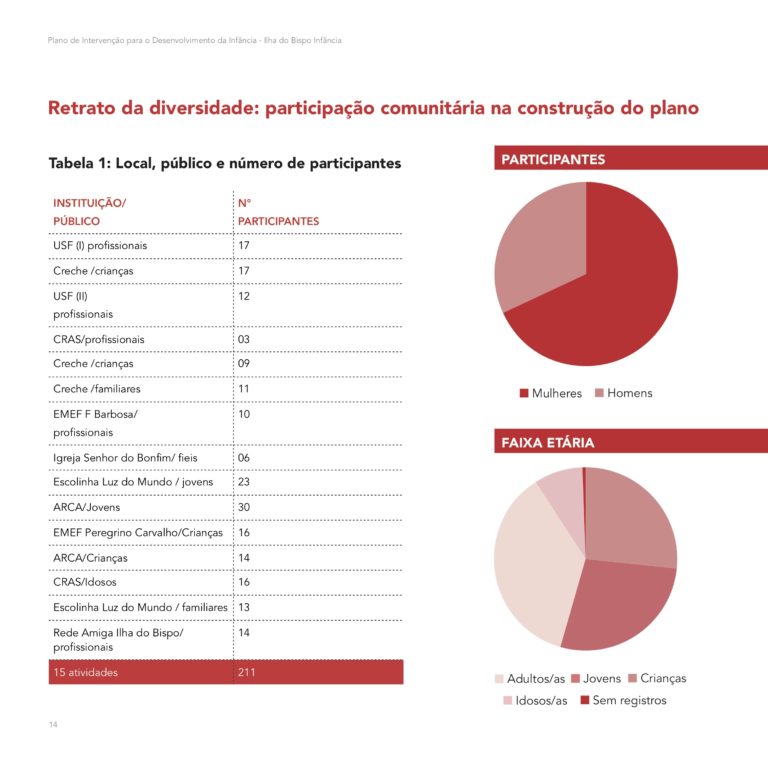 Plano de Intervenção para o Desenvolvimento da Infância - Ilha do Bispo Infância
Retrato da diversidade: participação comunitária na construção do plano
Tabela 1: Local, público e número de participantes
INSTITUIÇÃO/
PÚBLICO
Nº
PARTICIPANTES
USF (I) profissionais 17
Creche /crianças 17
USF (II)
profissionais
12
CRAS/profissionais 03
Creche /crianças 09
Creche /familiares 11
EMEF F Barbosa/
profissionais
10
Igreja Senhor do Bonfim/ fieis 06
Escolinha Luz do Mundo / jovens 23
ARCA/Jovens 30
EMEF Peregrino Carvalho/Crianças 16
ARCA/Crianças 14
CRAS/Idosos 16
Escolinha Luz do Mundo / familiares 13
Rede Amiga Ilha do Bispo/
profissionais
14
15 atividades 211
PARTICIPANTES
Mulheres Homens
FAIXA ETÁRIA
Adultos/as Jovens Crianças
Idosos/as Sem registros
14